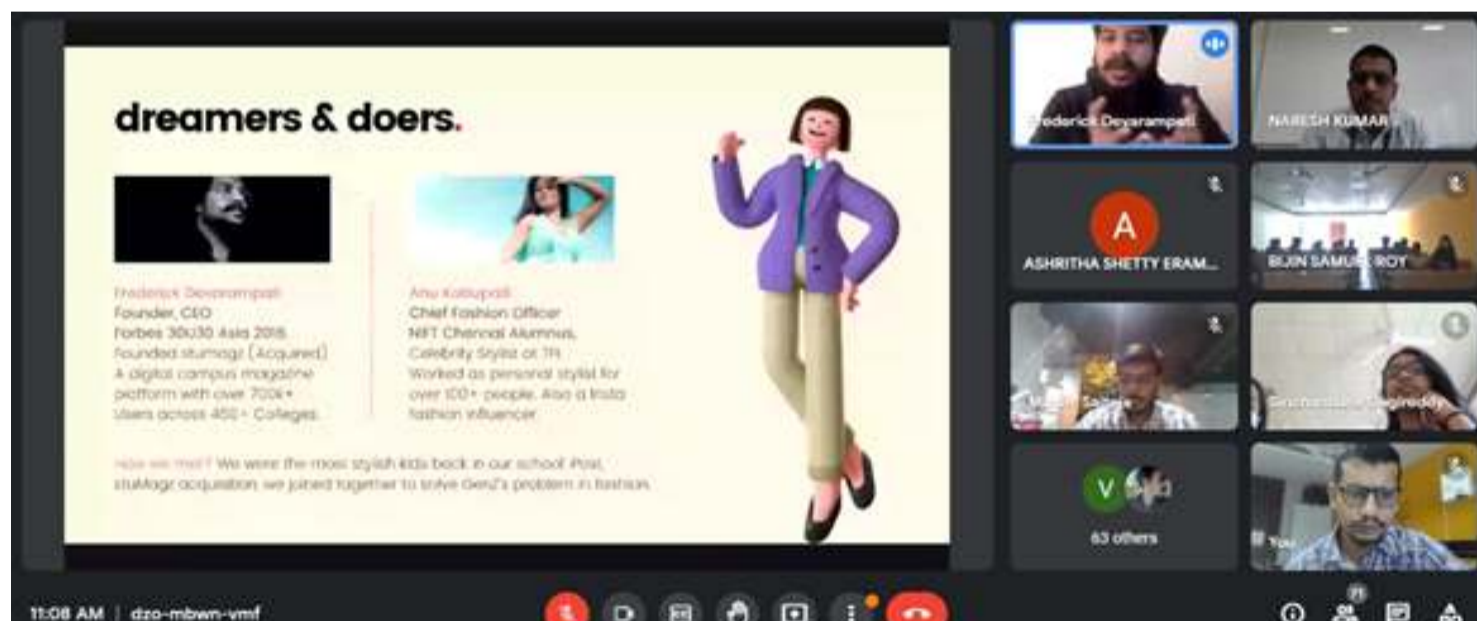 dreamers & doers.
Frederick Devarampati
Founder, CEO
Forbes 30U30 Asia 2018
Founded stumagz (Acquired)
A digital campus magazine
platform with over 700k+
Users across 450+ Colleges.
Anu
Chief Fashion Officer
NIFT Chennai Alumnus,
Celebrity Stylist at TFI.
Worked as personal stylist for
over 100+ people. Also a Insta
fashion influencer
How we met? We were the most stylish kids back in our school. Post,
stuMagz acquisition, we joined together to solve GenZ's problem in fashion.
Frederick Devarampati
NARESH KUMAR
A
ASHRITHA SHETTY ERAM...
BIJIN SAMUEL ROY
V
63 others
You
11:08 AM | dzo-mbwn-vmf
71